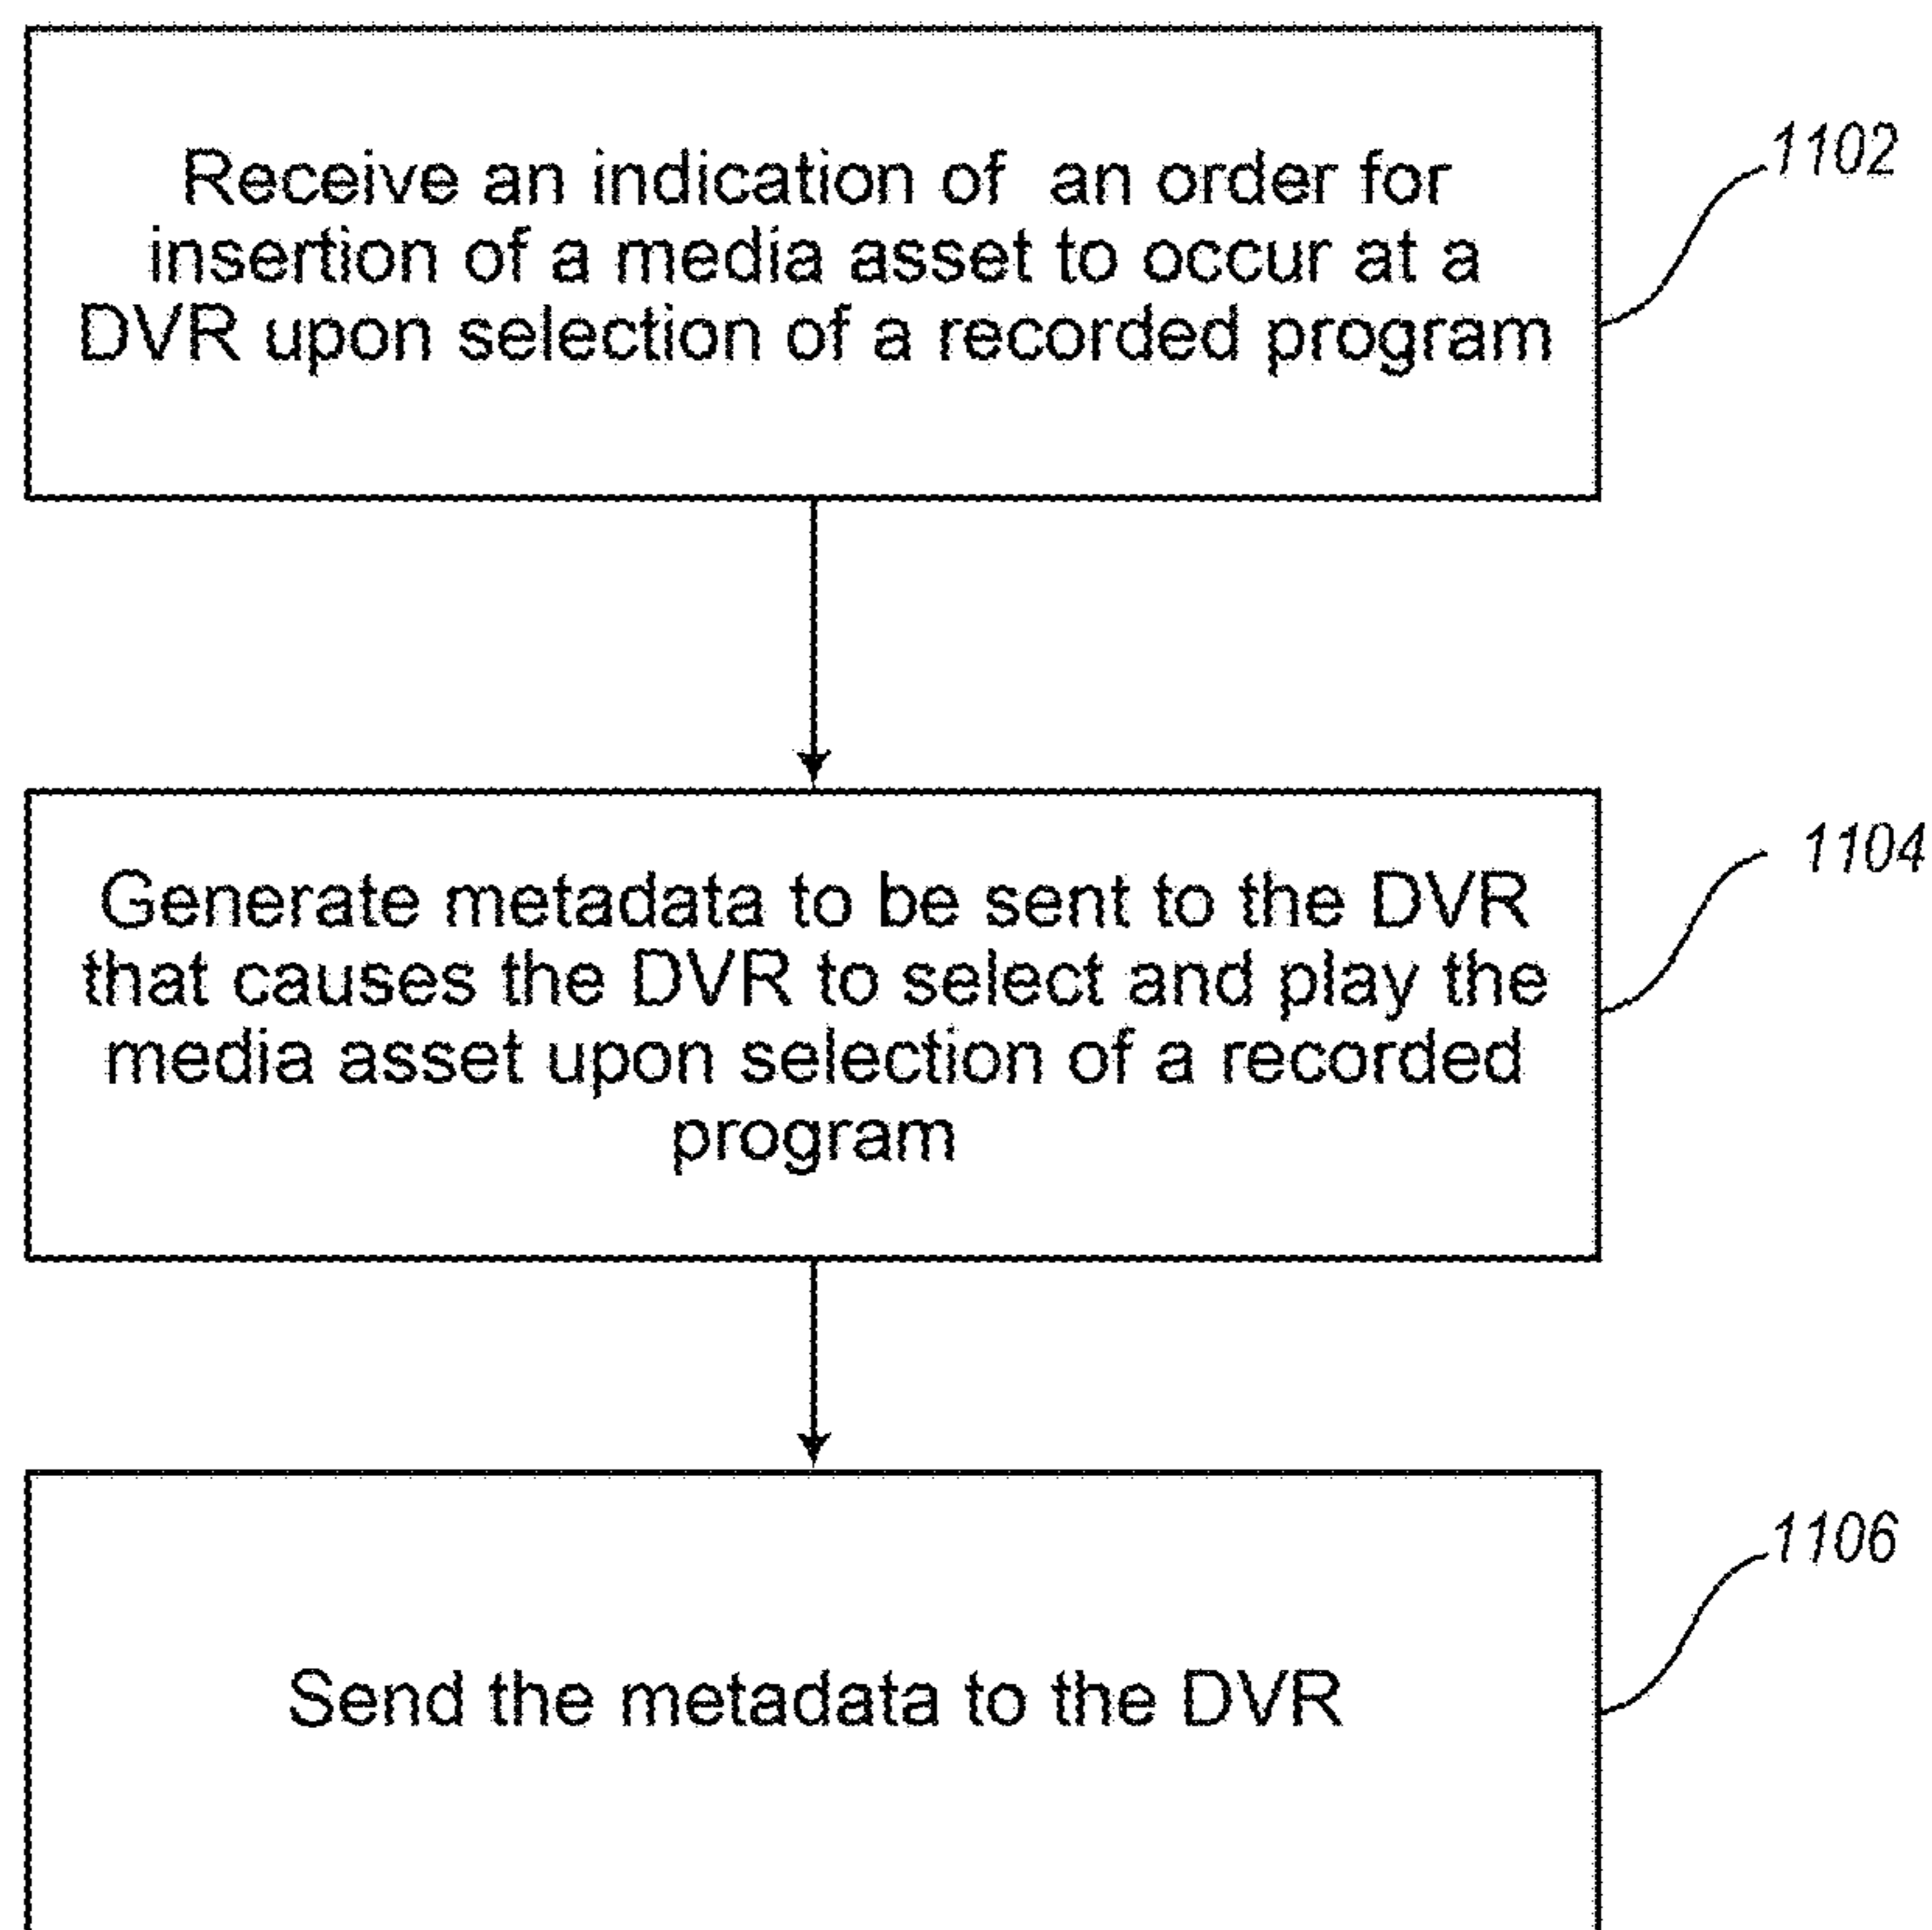 Receive an indication of an order for
insertion of a media asset to occur at a
DVR upon selection of a recorded program
1102
Generate metadata to be sent to the DVR
that causes the DVR to select and play the
media asset upon selection of a recorded
program
1104
Send the metadata to the DVR
1106